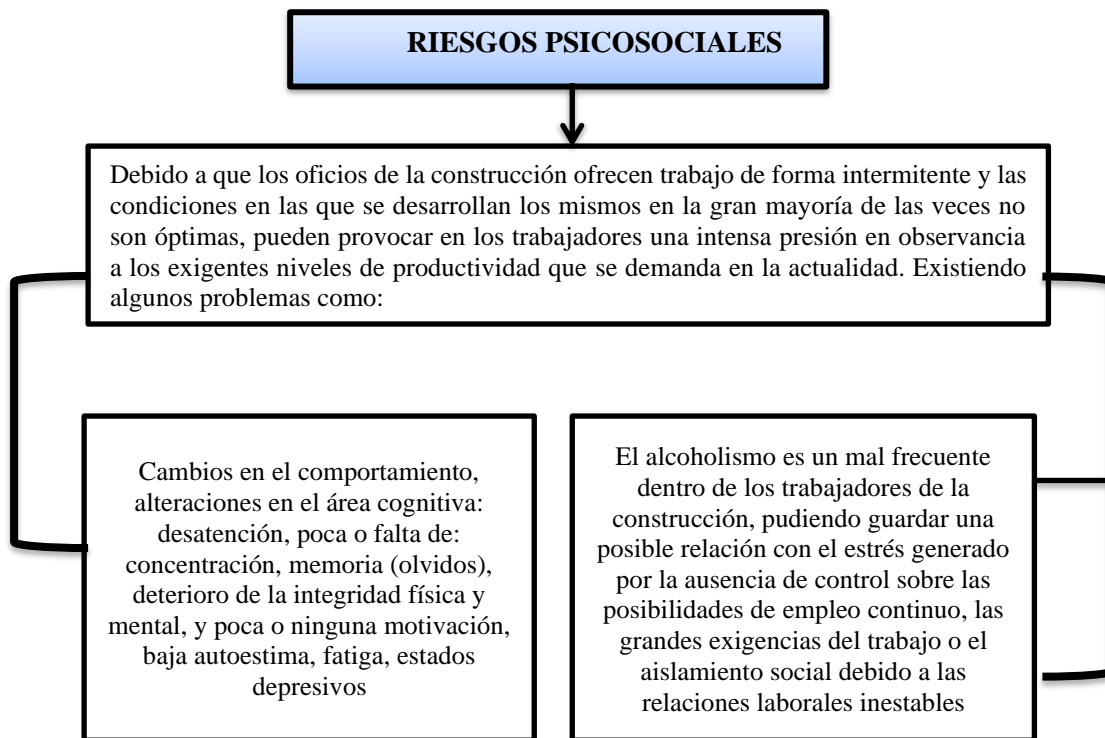 RIESGOS PSICOSOCIALES
Debido a que los oficios de la construcción ofrecen trabajo de forma intermitente y las
condiciones en las que se desarrollan los mismos en la gran mayoría de las veces no
son óptimas, pueden provocar en los trabajadores una intensa presión en observancia
a los exigentes niveles de productividad que se demanda en la actualidad. Existiendo
algunos problemas como:
Cambios en el comportamiento,
alteraciones en el área cognitiva:
desatención, poca o falta de:
concentración, memoria (olvidos),
deterioro de la integridad física y
mental, y poca o ninguna motivación,
baja autoestima, fatiga, estados
depresivos
El alcoholismo es un mal frecuente
dentro de los trabajadores de la
construcción, pudiendo guardar una
posible relación con el estrés generado
por la ausencia de control sobre las
posibilidades de empleo continuo, las
grandes exigencias del trabajo o el
aislamiento social debido a las
relaciones laborales inestables